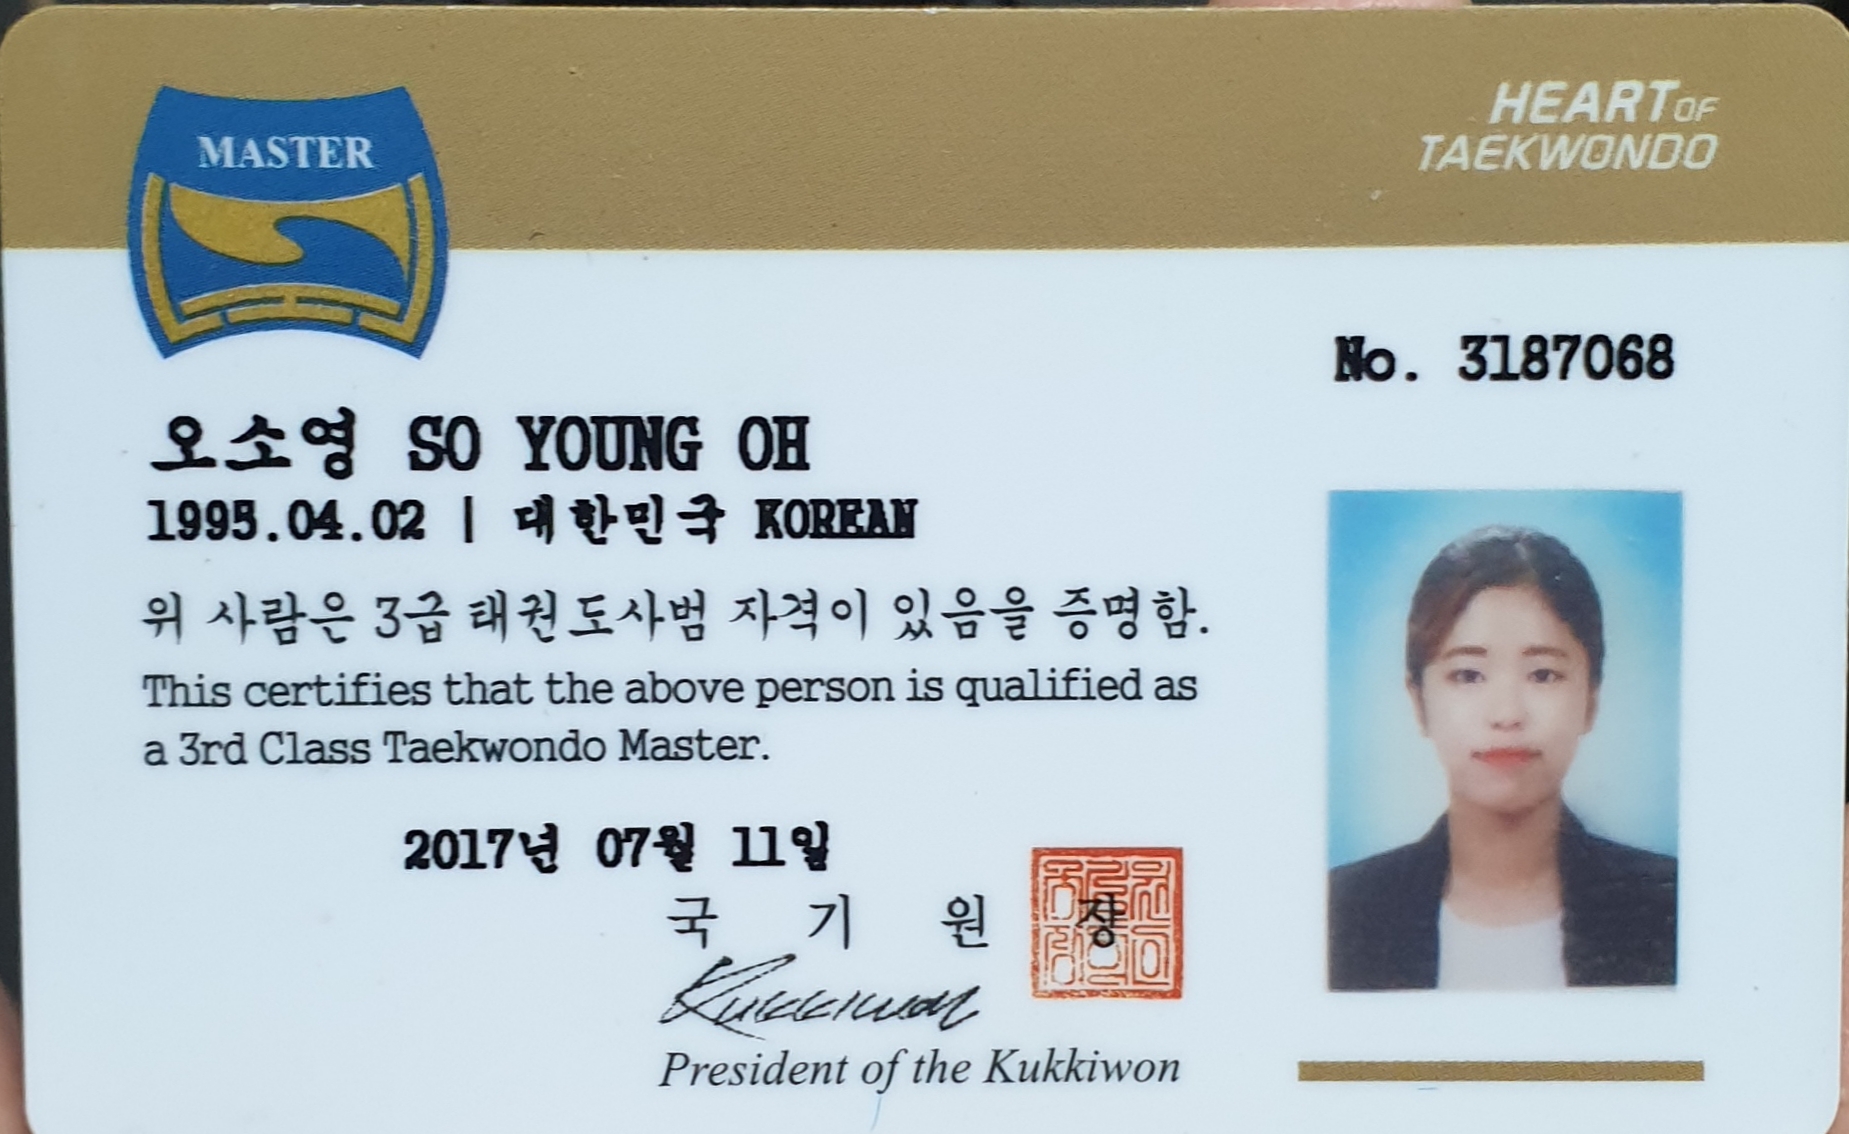 MASTER
HEART OF
TAEKWONDO
No. 3187068
오소영 SO YOUNG OH
1995.04.02 | 대한민국 KOREAN
위 사람은 3급 태권도사범 자격이 있음을 증명함.
This certifies that the above person is qualified as
a 3rd Class Taekwondo Master.
2017년 07월 11일
국 기 원 장
Kukkiwon
President of the Kukkiwon